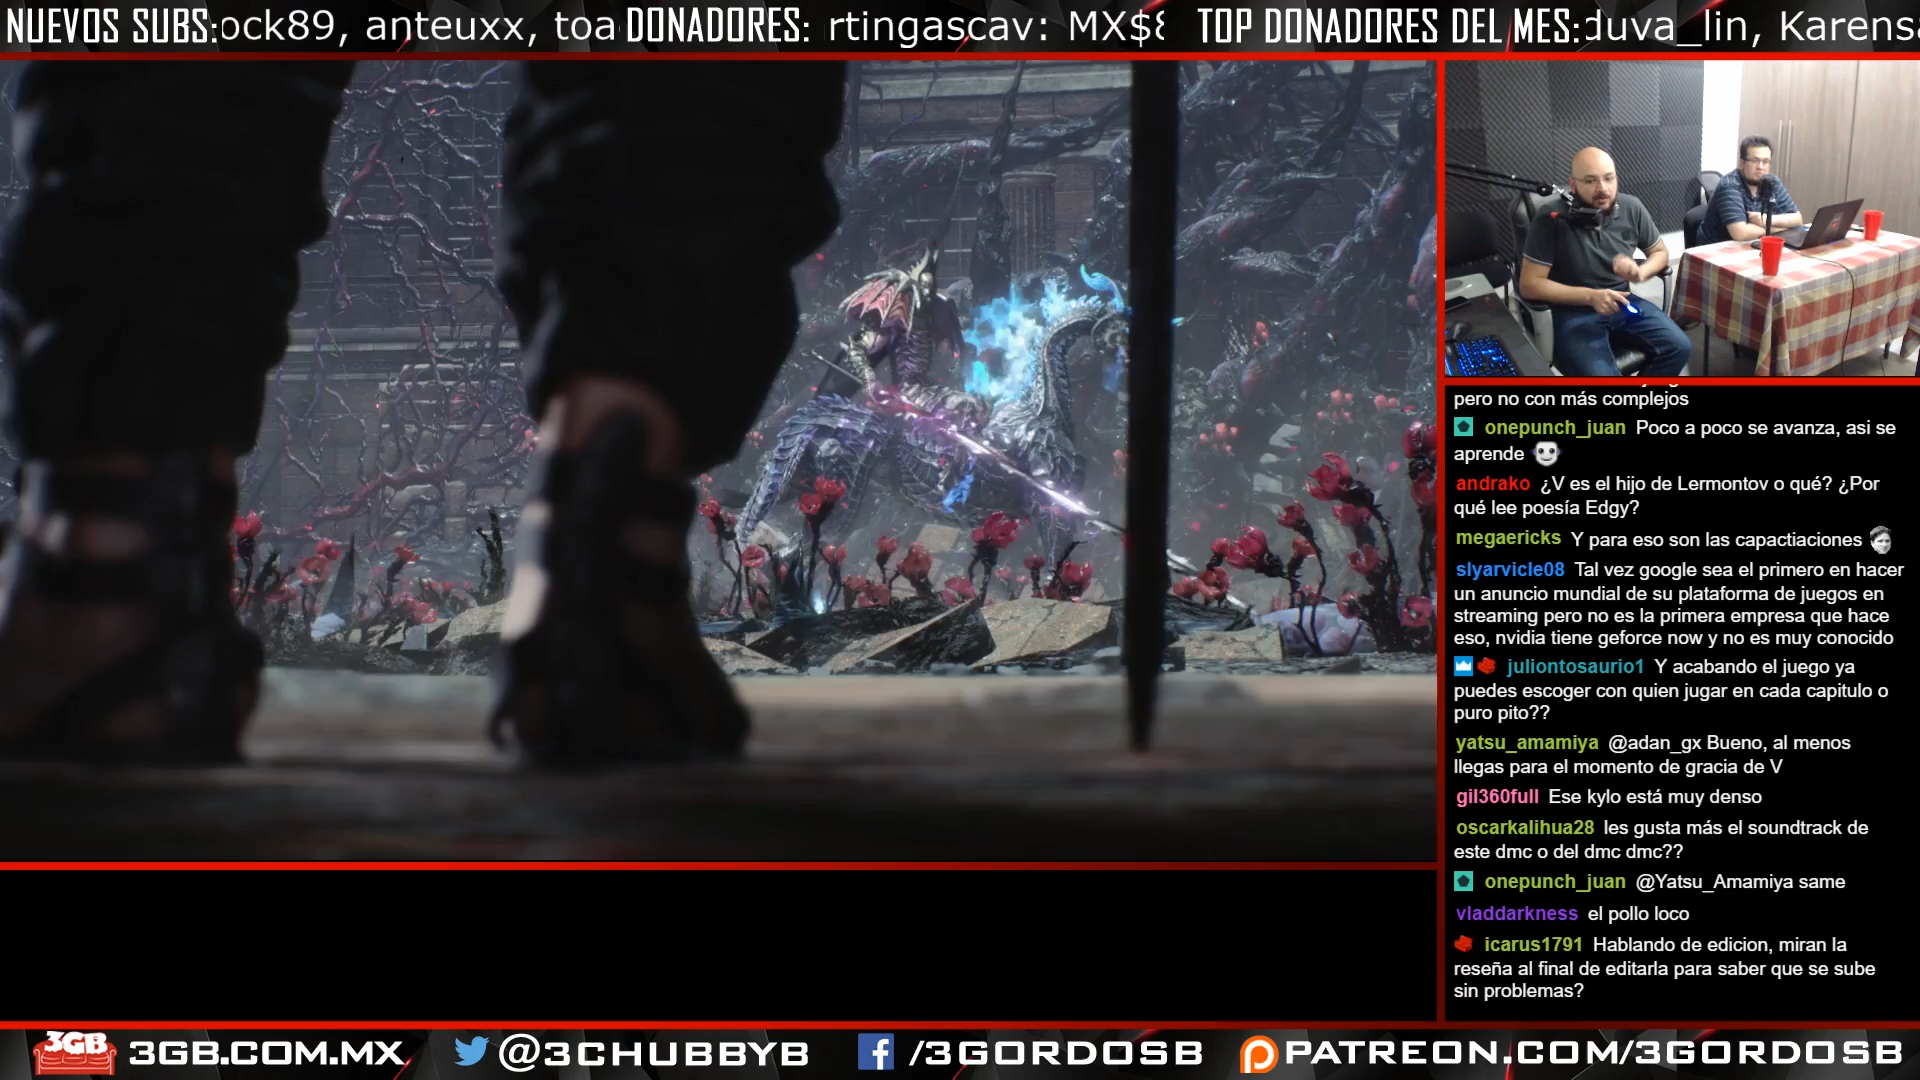 NUEVOS SUBS: ock89, anteuxx, toa DONADORES: rtingascav: MX$8 TOP DONADORES DEL MES: duva_lin, Karensa
pero no con más complejos
onepunch_juan Poco a poco se avanza, asi se
aprende
andrako ¿V es el hijo de Lermontov o qué? ¿Por
qué lee poesía Edgy?
megaericks Y para eso son las capactiaciones
slyarvicle08 Tal vez google sea el primero en hacer
un anuncio mundial de su plataforma de juegos en
streaming pero no es la primera empresa que hace
eso, nvidia tiene geforce now y no es muy conocido
juliontosaurio1 Y acabando el juego ya
puedes escoger con quien jugar en cada capitulo o
puro pito??
yatsu_amamiya @adan_gx Bueno, al menos
llegas para el momento de gracia de V
gil360full Ese kylo está muy denso
oscarkalihua28 les gusta más el soundtrack de
este dmc o del dmc dmc??
onepunch_juan @Yatsu_Amamiya same
vladdarkness el pollo loco
icarus1791 Hablando de edicion, miran la
reseña al final de editarla para saber que se sube
sin problemas?
3GB 3GB.COM.MX @3CHUBBYB /3GORDOSB PATREON.COM/3GORDOSB